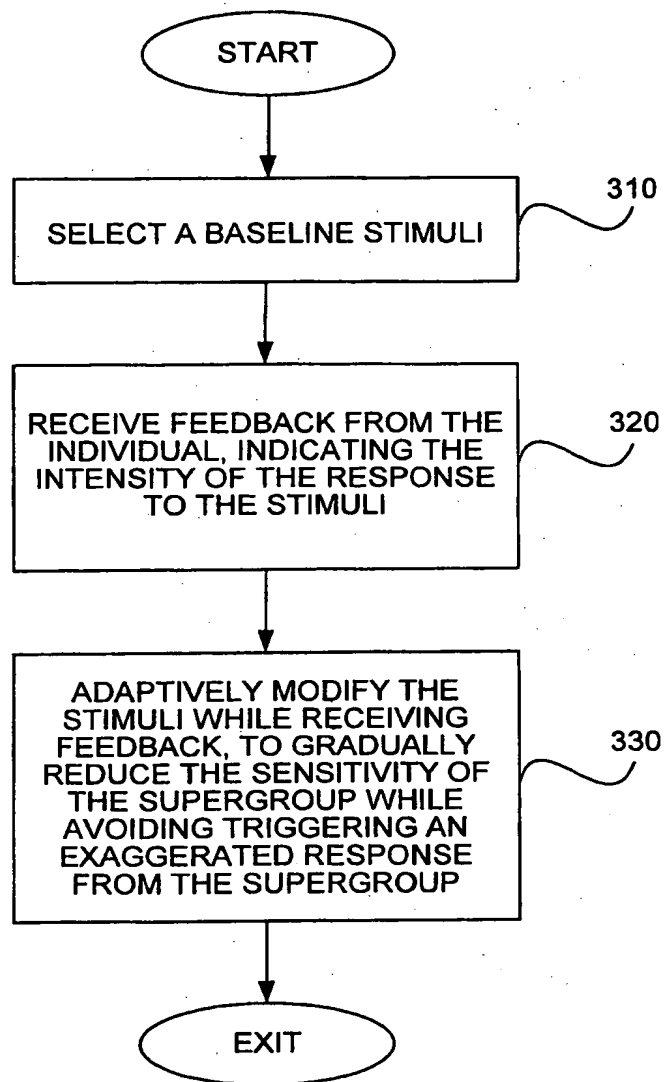 START
310
SELECT A BASELINE STIMULI
320
RECEIVE FEEDBACK FROM THE
INDIVIDUAL, INDICATING THE
INTENSITY OF THE RESPONSE
TO THE STIMULI
330
ADAPTIVELY MODIFY THE
STIMULI WHILE RECEIVING
FEEDBACK, TO GRADUALLY
REDUCE THE SENSITIVITY OF
THE SUPERGROUP WHILE
AVOIDING TRIGGERING AN
EXAGGERATED RESPONSE
FROM THE SUPERGROUP
EXIT